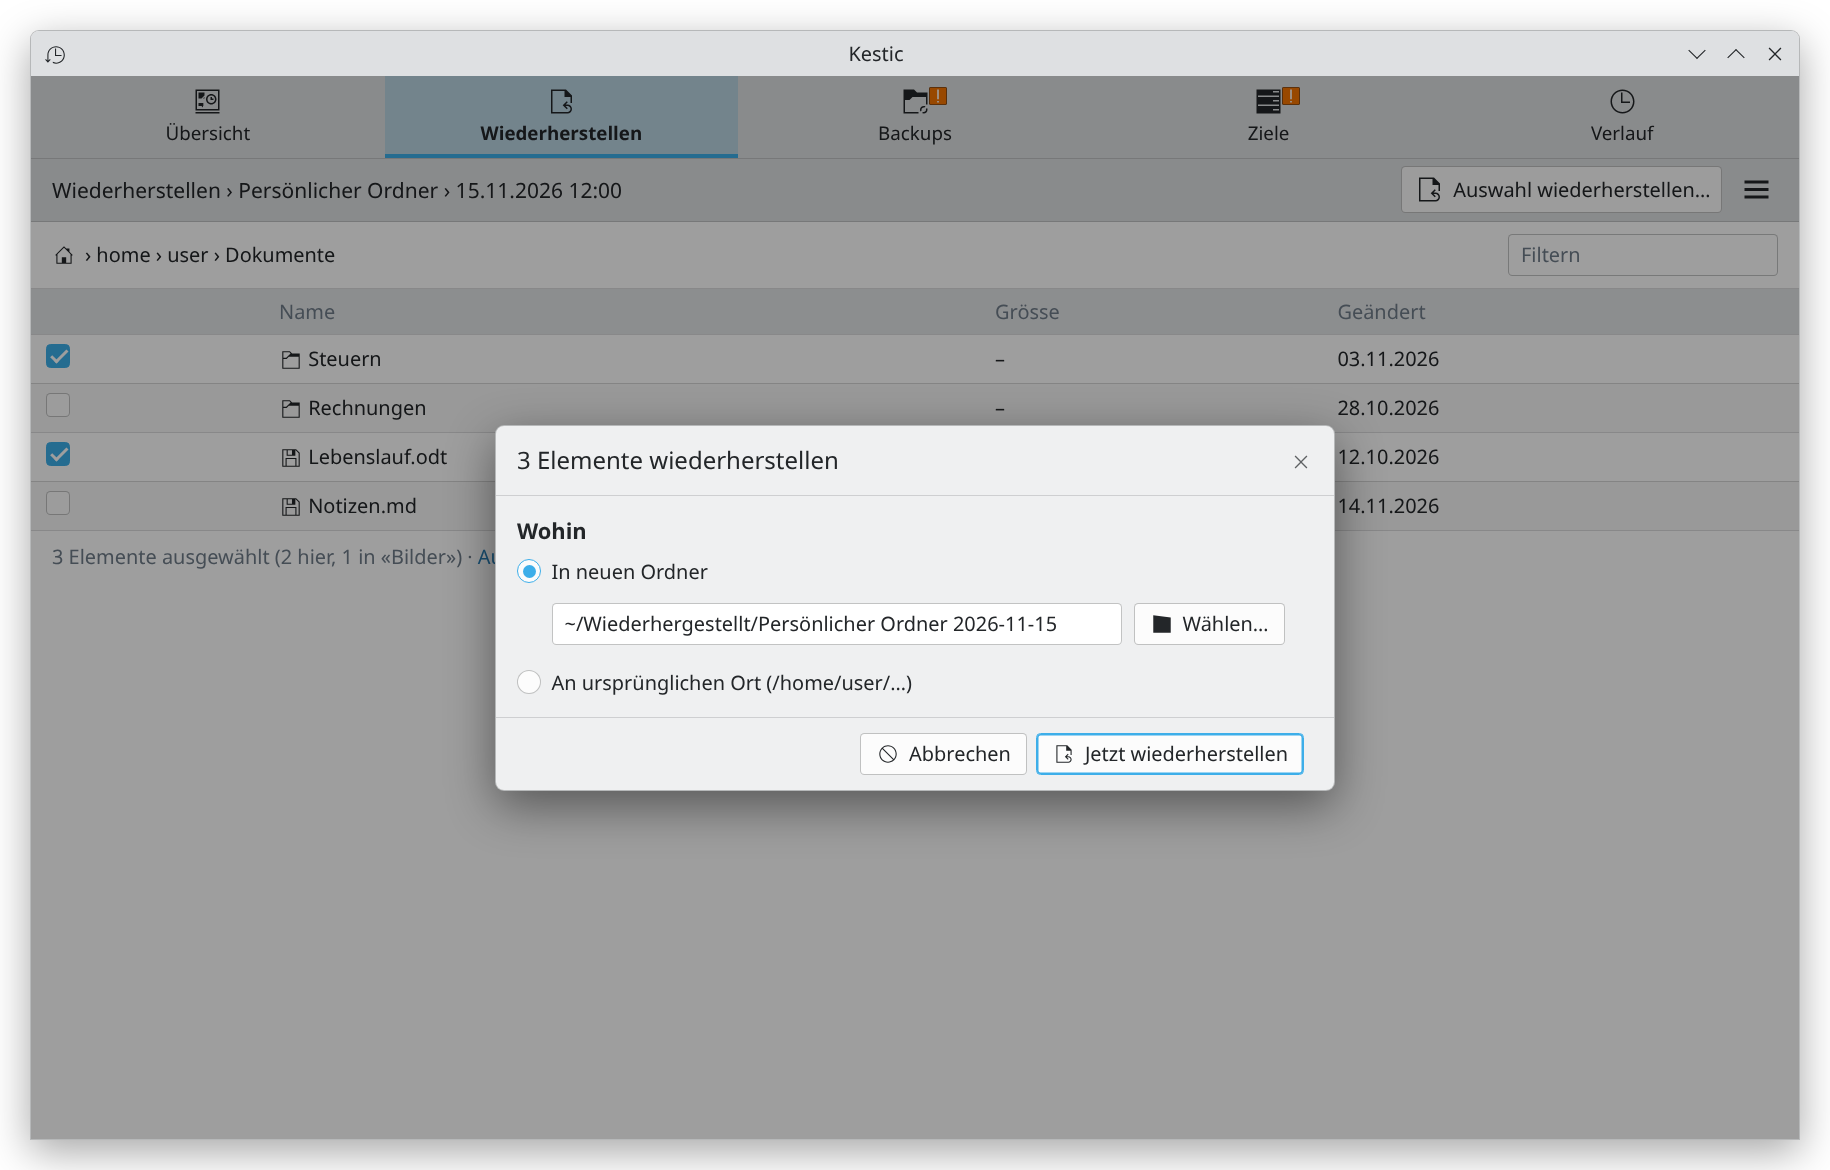 Kestic
Übersicht
Wiederherstellen
Backups
Ziele
Verlauf
Wiederherstellen › Persönlicher Ordner › 15.11.2026 12:00
Auswahl wiederherstellen...
› home › user › Dokumente
Filtern
Name Grösse Geändert
Steuern – 03.11.2026
Rechnungen – 28.10.2026
Lebenslauf.odt 12.10.2026
Notizen.md 14.11.2026
3 Elemente ausgewählt (2 hier, 1 in «Bilder») ·
3 Elemente wiederherstellen
Wohin
In neuen Ordner
~/Wiederhergestellt/Persönlicher Ordner 2026-11-15
Wählen...
An ursprünglichen Ort (/home/user/...)
Abbrechen
Jetzt wiederherstellen